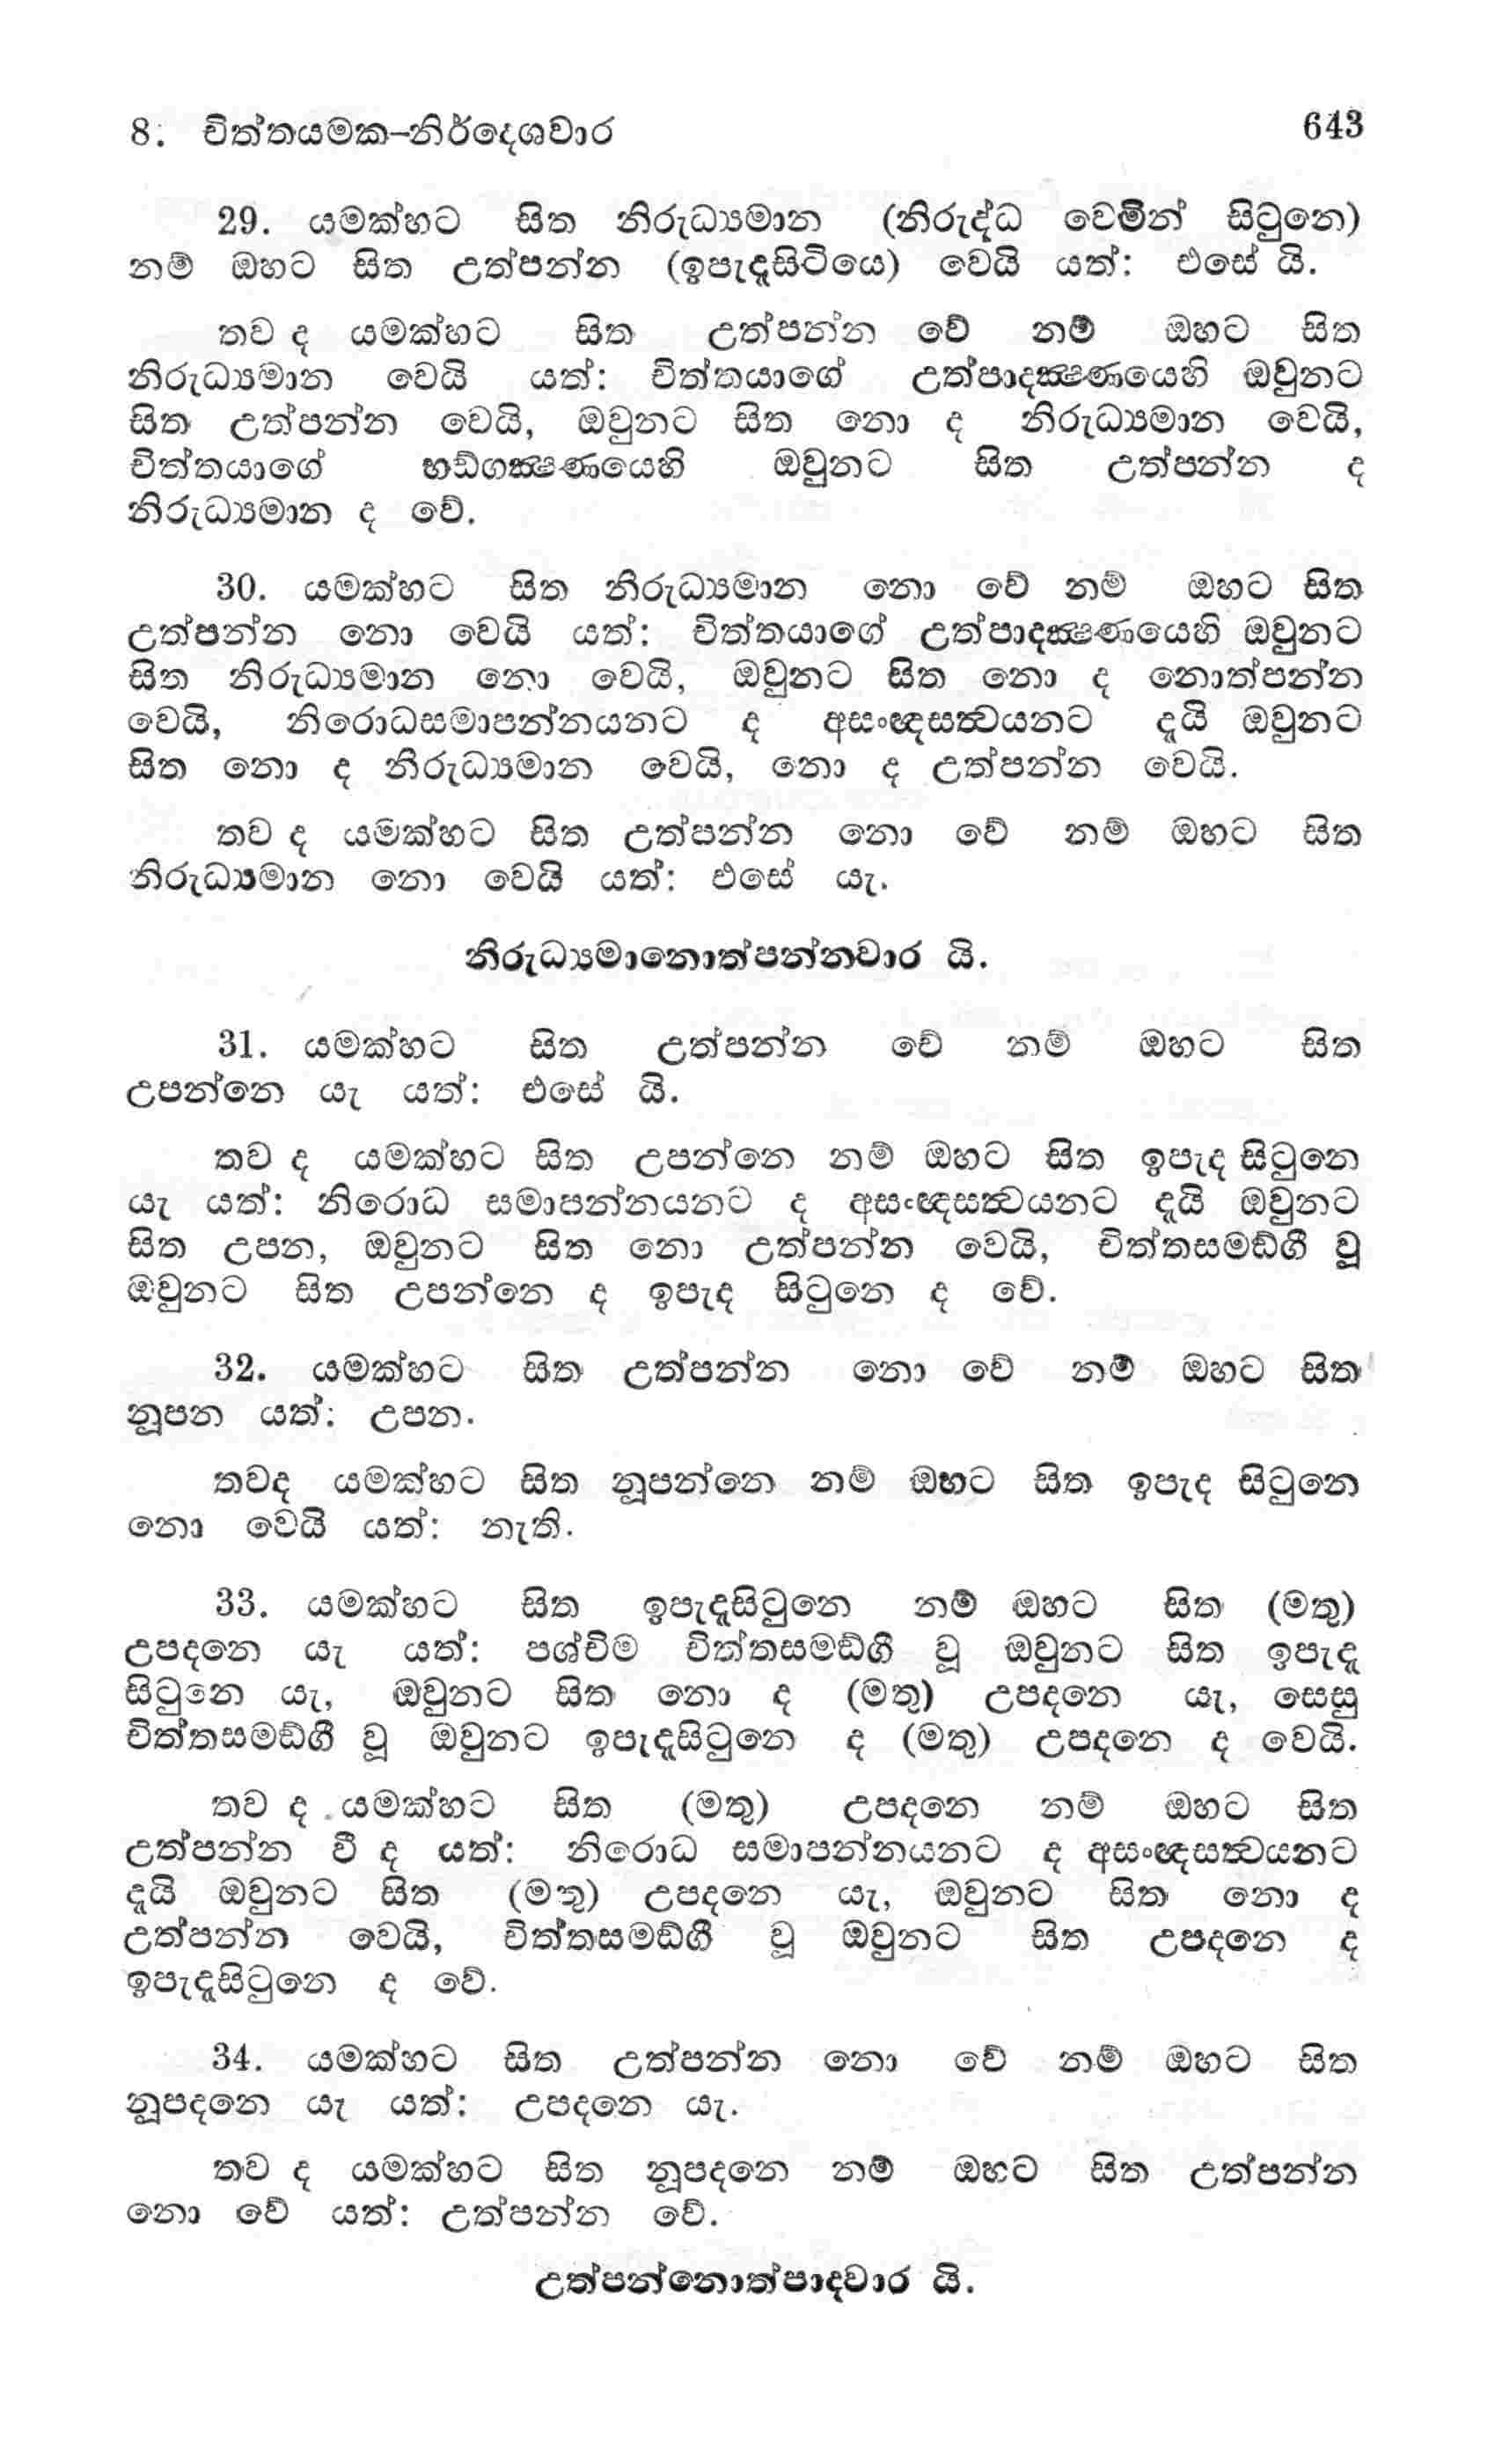 8. චිත්තයමක-නිර්දෙශවාර 643
29. යමක්හට සිත නිරුධ්‍යමාන (නිරුද්ධ වෙමින් සිටුනෙ)
නම් ඔහට සිත උත්පන්න (ඉපැදූසිටියෙ) වෙයි යත්: එසේ යි.
තව ද යමක්හට සිත උත්පන්න වේ නම් ඔහට සිත
නිරුධ්‍යමාන වෙයි යත්: චිත්තයාගේ උත්පාදක්‍ෂණයෙහි ඔවුනට
සිත උත්පන්න වෙයි, ඔවුනට සිත නො ද නිරුධ්‍යමාන වෙයි,
චිත්තයාගේ භඞ්ගක්‍ෂණයෙහි ඔවුනට සිත උත්පන්න ද
නිරුධ්‍යමාන ද වේ.
30. යමක්හට සිත නිරුධ්‍යමාන නො වේ නම් ඔහට සිත
උත්පන්න නො වෙයි යත්: චිත්තයාගේ උත්පාදක්‍ෂණයෙහි ඔවුනට
සිත නිරුධ්‍යමාන නො වෙයි, ඔවුනට සිත නො ද නොත්පන්න
වෙයි, නිරොධසමාපන්නයනට ද අසංඥසත්‍වයනට දැයි ඔවුනට
සිත නො ද නිරුධ්‍යමාන වෙයි, නො ද උත්පන්න වෙයි.
තව ද යමක්හට සිත උත්පන්න නො වේ නම් ඔහට සිත
නිරුධ්‍යමාන නො වෙයි යත්: එසේ යැ.
නිරුධ්‍යමානොත්පන්නවාර යි.
31. යමක්හට සිත උත්පන්න වේ නම් ඔහට සිත
උපන්නෙ යැ යත්: එසේ යි.
තව ද යමක්හට සිත උපන්නෙ නම් ඔහට සිත ඉපැද සිටුනෙ
යැ යත්: නිරොධ සමාපන්නයනට ද අසංඥසත්‍වයනට දැයි ඔවුනට
සිත උපන, ඔවුනට සිත නො උත්පන්න වෙයි, චිත්තසමඞ්ගී වූ
ඔවුනට සිත උපන්නෙ ද ඉපැද සිටුනෙ ද වේ.
32. යමක්හට සිත උත්පන්න නො වේ නම් ඔහට සිත
නූපන යත්: උපන.
තවද යමක්හට සිත නූපන්නෙ නම් ඔහට සිත ඉපැද සිටුනෙ
නො වෙයි යත්: නැති.
33. යමක්හට සිත ඉපැදූසිටුනෙ නම් ඔහට සිත (මතු)
උපදනෙ යැ යත්: පශ්චිම චිත්තසමඞ්ගී වූ ඔවුනට සිත ඉපැදූ
සිටුනෙ යැ, ඔවුනට සිත නො ද (මතු) උපදනෙ යැ, සෙසු
චිත්තසමඞ්ගී වූ ඔවුනට ඉපැදූසිටුනෙ ද (මතු) උපදනෙ ද වෙයි.
තව ද යමක්හට සිත (මතු) උපදනෙ නම් ඔහට සිත
උත්පන්න වී ද යත්: නිරොධ සමාපන්නයනට ද අසංඥසත්‍වයනට
දැයි ඔවුනට සිත (මතු) උපදනෙ යැ, ඔවුනට සිත නො ද
උත්පන්න වෙයි, චිත්තසමඞ්ගී වූ ඔවුනට සිත උපදනෙ ද
ඉපැදූසිටුනෙ ද වේ.
34. යමක්හට සිත උත්පන්න නො වේ නම් ඔහට සිත
නූපදනෙ යැ යත්: උපදනෙ යැ.
තව ද යමක්හට සිත නූපදනෙ නම් ඔහට සිත උත්පන්න
නො වේ යත්: උත්පන්න වේ.
උත්පන්නොත්පාදවාර යි.